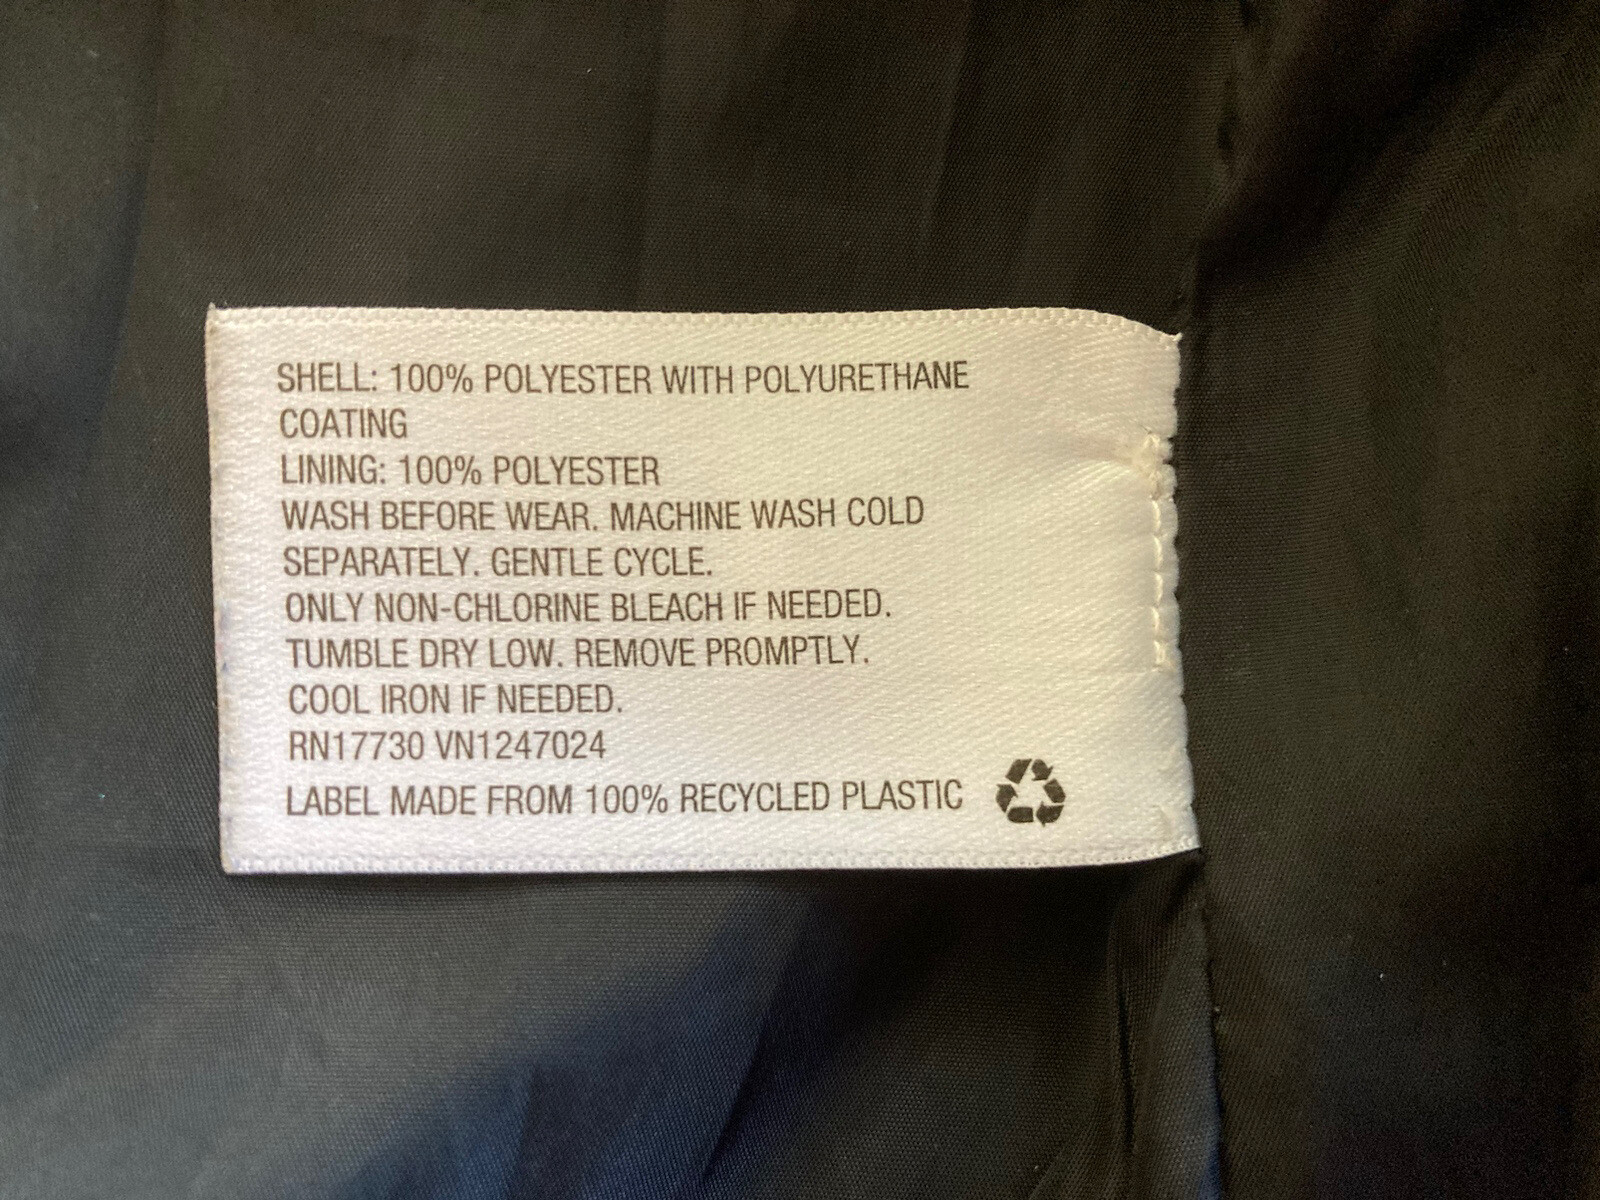 SHELL: 100% POLYESTER WITH POLYURETHANE
COATING
LINING: 100% POLYESTER
WASH BEFORE WEAR. MACHINE WASH COLD
SEPARATELY. GENTLE CYCLE.
ONLY NON-CHLORINE BLEACH IF NEEDED.
TUMBLE DRY LOW. REMOVE PROMPTLY.
COOL IRON IF NEEDED.
RN17730 VN1247024
LABEL MADE FROM 100% RECYCLED PLASTIC